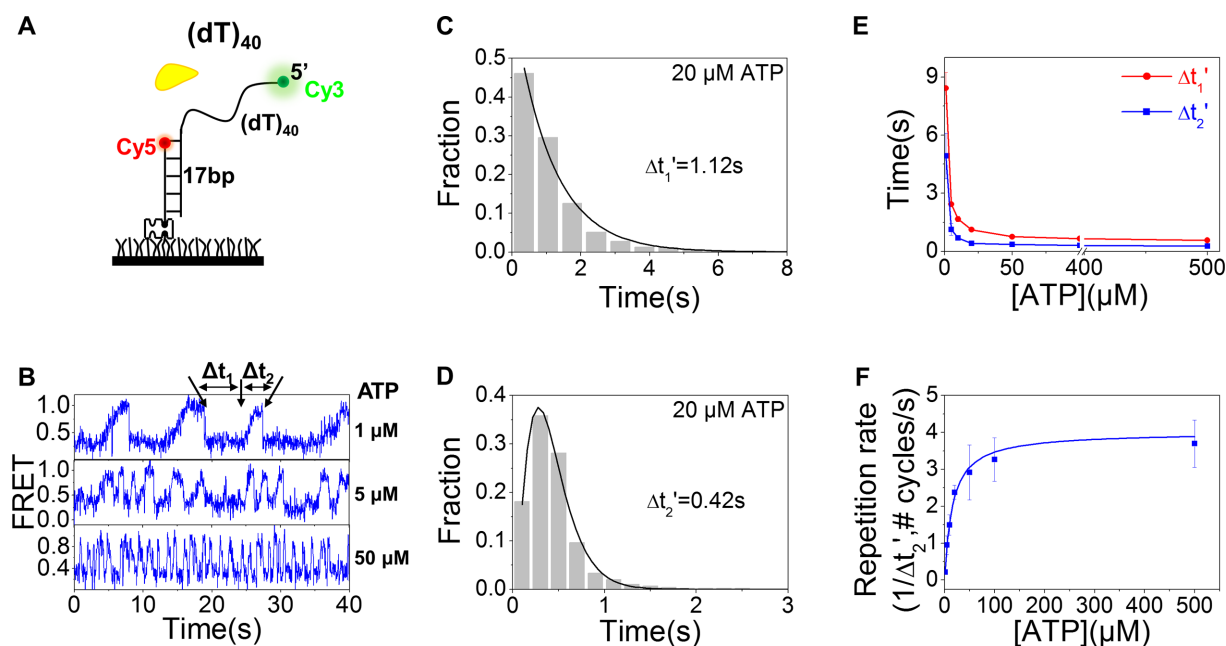 A
(dT)40
5'
Cy3
(dT)40
Cy5
17bp
B
Δt1
Δt2
ATP
1.0
0.5
1 µM
1.0
0.5
0.0
5 µM
0.8
0.4
50 µM
FRET
0
10
20
30
40
Time(s)
C
20 µM ATP
Δt1'=1.12s
Fraction
0.5
0.4
0.3
0.2
0.1
0.0
0
2
4
6
8
Time(s)
D
20 µM ATP
Δt2'=0.42s
Fraction
0.4
0.3
0.2
0.1
0.0
0
1
2
3
Time(s)
E
Δt1'
Δt2'
Time(s)
9
6
3
0
0
50
400
500
[ATP](µM)
F
Repetition rate
(1/Δt2',# cycles/s)
5
4
3
2
1
0
0
100
200
300
400
500
[ATP](µM)